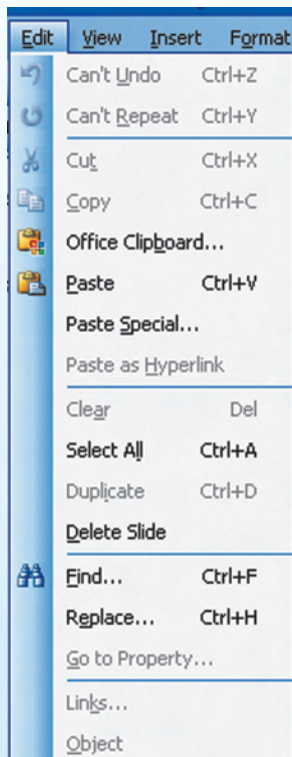 Edit View Insert Format
Can't Undo Ctrl+Z
Can't Repeat Ctrl+Y
Cut Ctrl+X
Copy Ctrl+C
Office Clipboard...
Paste Ctrl+V
Paste Special...
Paste as Hyperlink
Clear Del
Select All Ctrl+A
Duplicate Ctrl+D
Delete Slide
Find... Ctrl+F
Replace... Ctrl+H
Go to Property...
Links...
Object